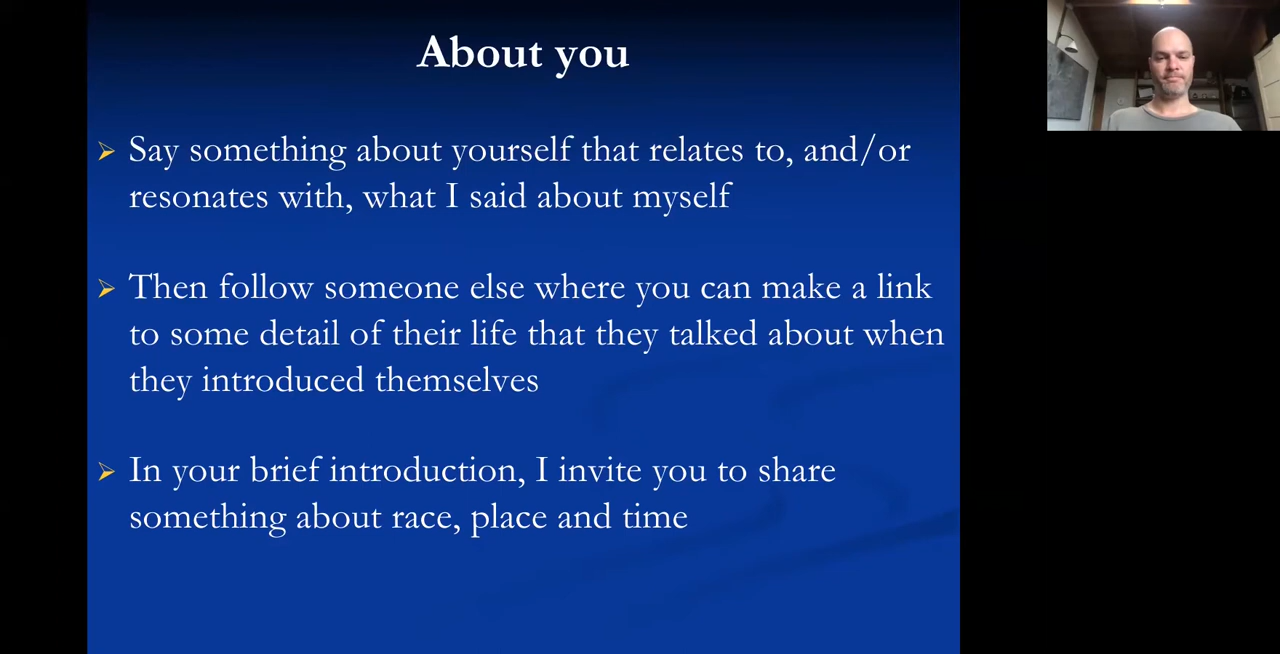 About you
Say something about yourself that relates to, and/or
resonates with, what I said about myself
Then follow someone else where you can make a link
to some detail of their life that they talked about when
they introduced themselves
In your brief introduction, I invite you to share
something about race, place and time